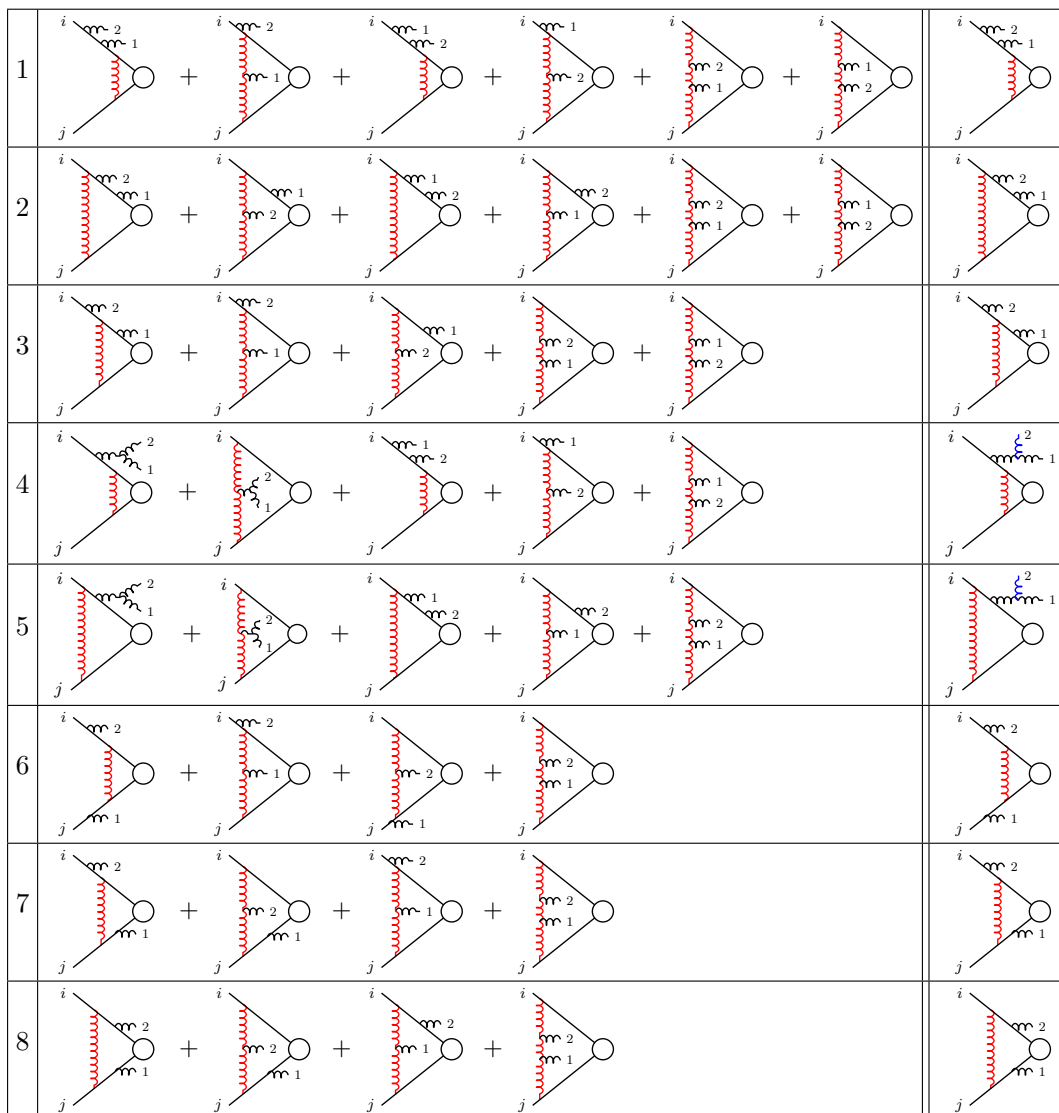 1 i 2 1 j + i 2 1 j + i 1 2 j + i 1 2 j + i 2 1 j + i 1 2 j i 2 1 j
2 i 2 1 j + i 1 2 j + i 1 2 j + i 2 1 j + i 2 1 j + i 1 2 j i 2 1 j
3 i 2 1 j + i 2 1 j + i 1 2 j + i 2 1 j + i 1 2 j i 2 1 j
4 i 2 1 j + i 2 1 j + i 1 2 j + i 1 2 j + i 1 2 j i 2 1 j
5 i 2 1 j + i 2 1 j + i 1 2 j + i 2 1 j + i 2 1 j i 2 1 j
6 i 2 1 j + i 2 1 j + i 2 1 j + i 2 1 j i 2 1 j
7 i 2 1 j + i 2 1 j + i 2 1 j + i 2 1 j i 2 1 j
8 i 2 1 j + i 2 1 j + i 2 1 j + i 2 1 j i 2 1 j